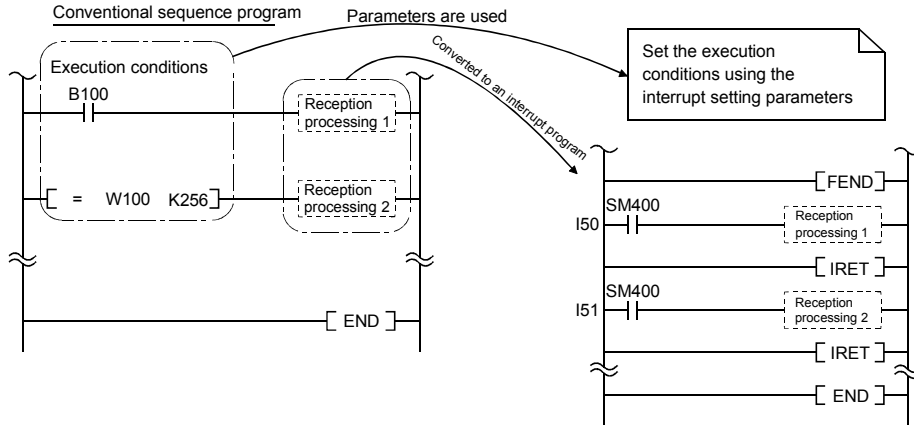 Conventional sequence program
Parameters are used
Execution conditions
B100
Reception
processing 1
= W100 K256
Reception
processing 2
END
Converted to an interrupt program
Set the execution
conditions using the
interrupt setting parameters
FEND
SM400
I50
Reception
processing 1
IRET
SM400
I51
Reception
processing 2
IRET
END